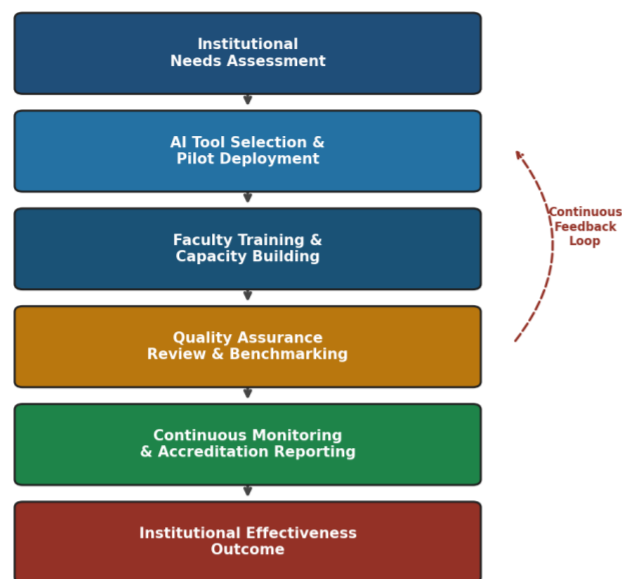 Institutional
Needs Assessment
AI Tool Selection &
Pilot Deployment
Faculty Training &
Capacity Building
Continuous
Feedback
Loop
Quality Assurance
Review & Benchmarking
Continuous Monitoring
& Accreditation Reporting
Institutional Effectiveness
Outcome